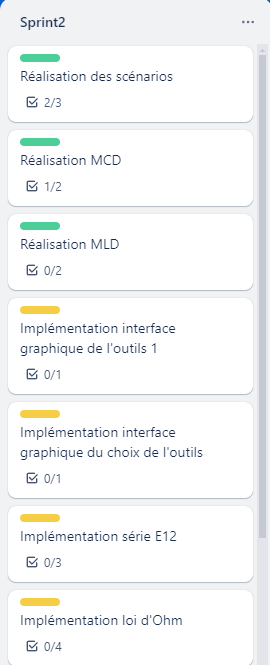 Sprint2
Réalisation des scénarios
2/3
Réalisation MCD
1/2
Réalisation MLD
0/2
Implémentation interface
graphique de l'outils 1
0/1
Implémentation interface
graphique du choix de l'outils
0/1
Implémentation série E12
0/3
Implémentation loi d'Ohm
0/4